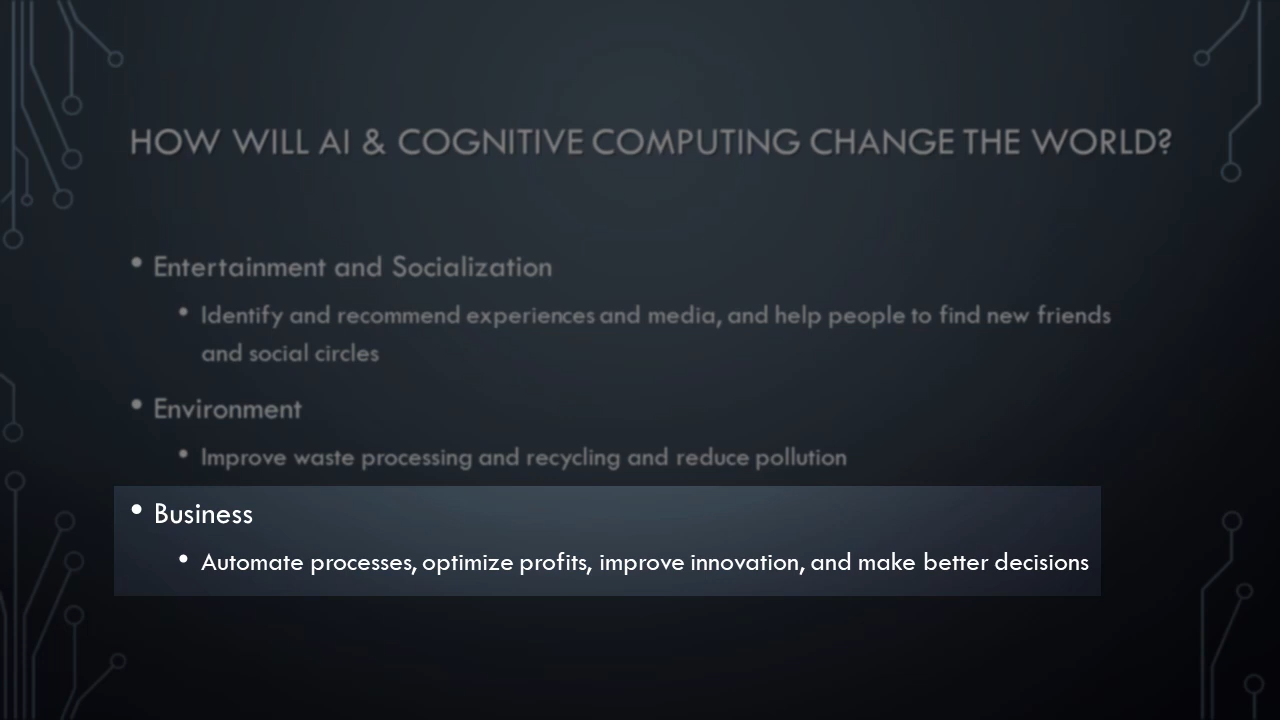 HOW WILL AI & COGNITIVE COMPUTING CHANGE THE WORLD?
• Entertainment and Socialization
• Identify and recommend experiences and media, and help people to find new friends
and social circles
• Environment
• Improve waste processing and recycling and reduce pollution
• Business
• Automate processes, optimize profits, improve innovation, and make better decisions